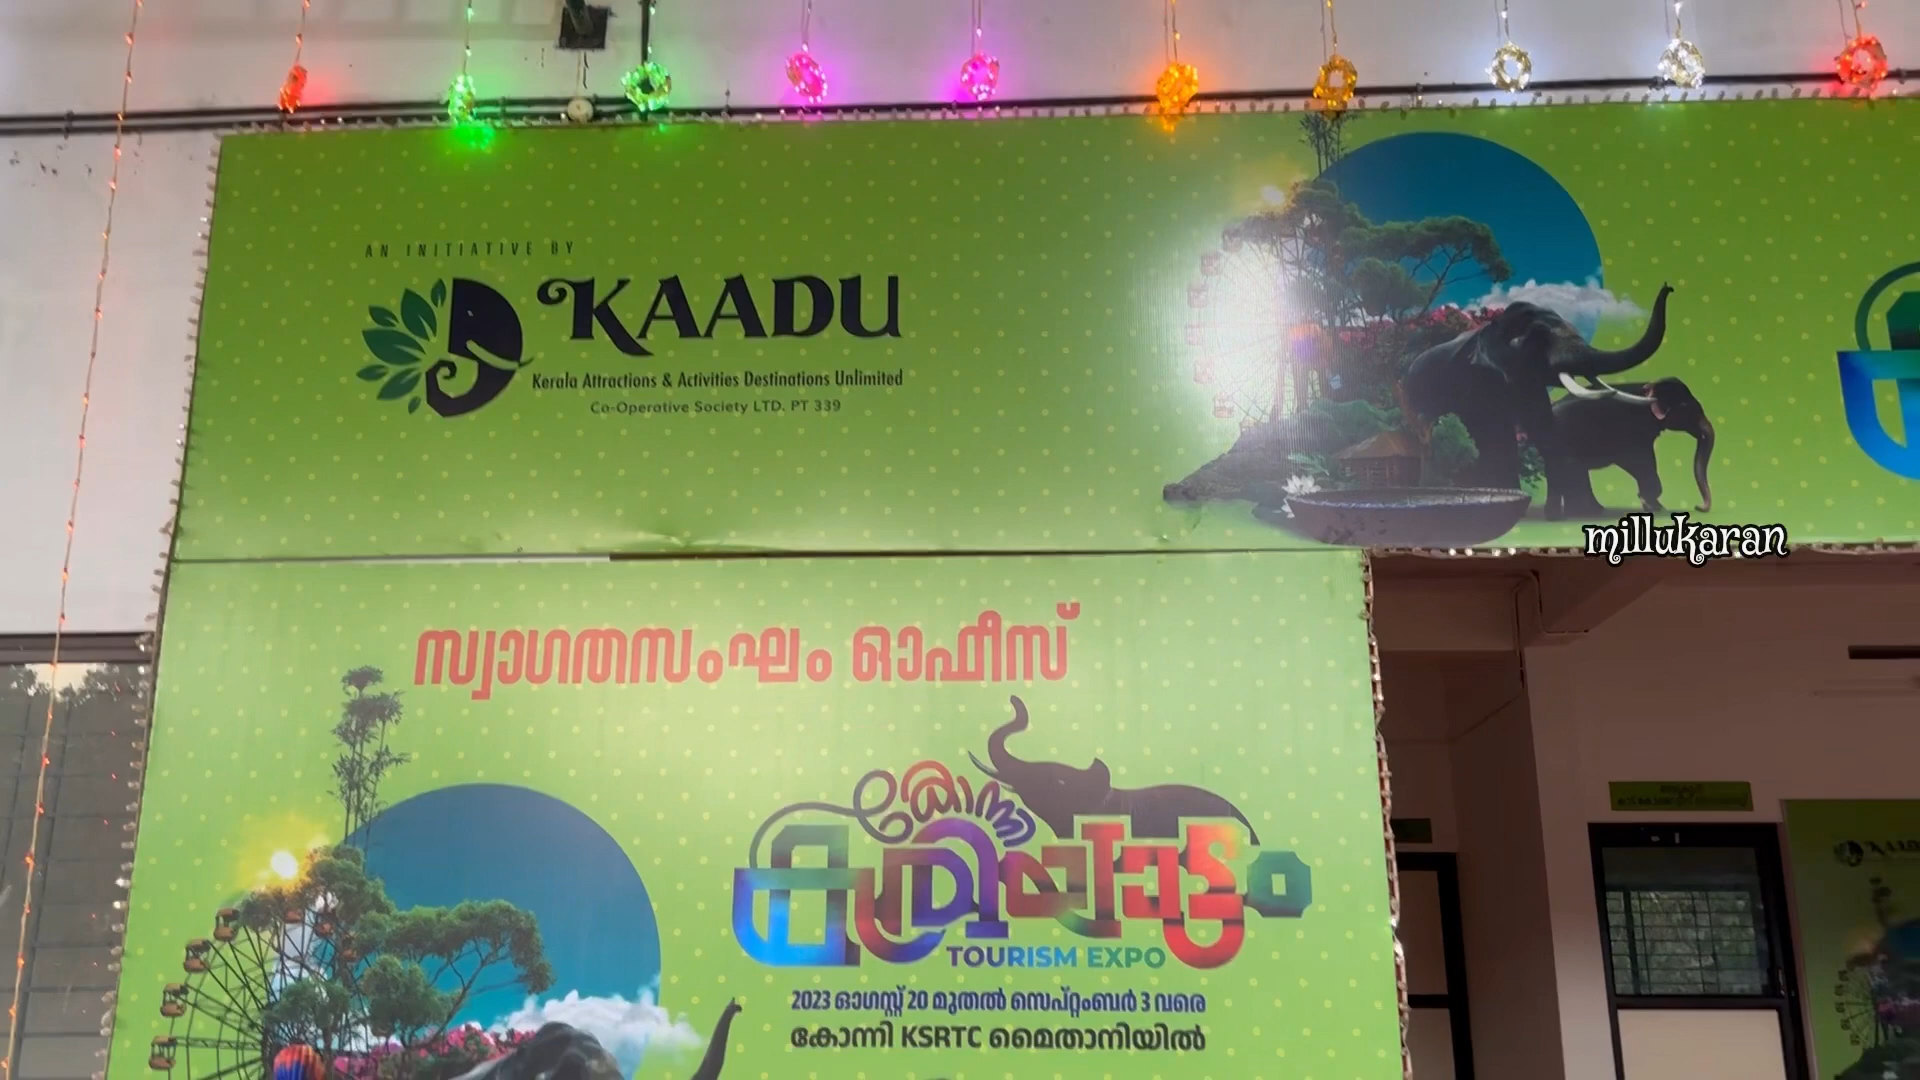 AN INITIATIVE BY
KAADU
Kerala Attractions & Activities Destinations Unlimited
Co-Operative Society LTD. PT 339
millukaran
സ്വാഗതസംഘം ഓഫീസ്
കോന്നി
കരിയാട്ടം
TOURISM EXPO
2023 ഓഗസ്റ്റ് 20 മുതൽ സെപ്റ്റംബർ 3 വരെ
കോന്നി KSRTC മൈതാനിയിൽ